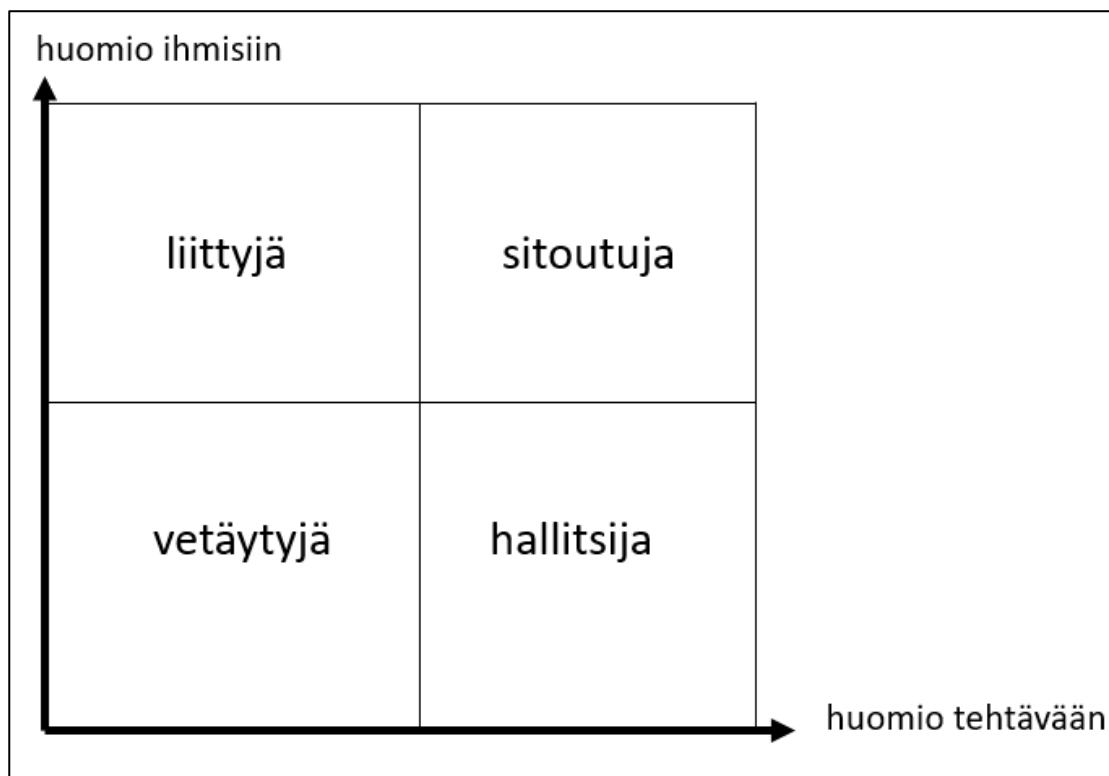 huomio ihmisiin
liittyjä
sitoutuja
vetäytyjä
hallitsija
huomio tehtävään